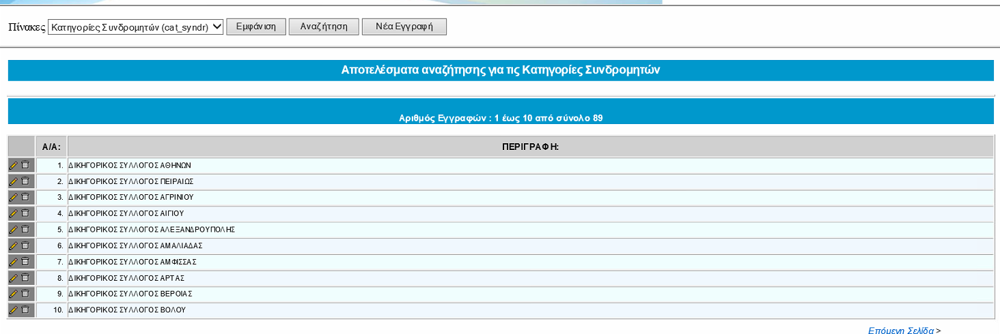 Πίνακες Κατηγορίες Συνδρομητών (cat_syndr) Εμφάνιση Αναζήτηση Νέα Εγγραφή
Αποτελέσματα αναζήτησης για τις Κατηγορίες Συνδρομητών
Αριθμός Εγγραφών : 1 έως 10 από σύνολο 89
Α/Α: ΠΕΡΙΓΡΑΦΗ:
1. ΔΙΚΗΓΟΡΙΚΟΣ ΣΥΛΛΟΓΟΣ ΑΘΗΝΩΝ
2. ΔΙΚΗΓΟΡΙΚΟΣ ΣΥΛΛΟΓΟΣ ΠΕΙΡΑΙΩΣ
3. ΔΙΚΗΓΟΡΙΚΟΣ ΣΥΛΛΟΓΟΣ ΑΓΡΙΝΙΟΥ
4. ΔΙΚΗΓΟΡΙΚΟΣ ΣΥΛΛΟΓΟΣ ΑΙΓΙΟΥ
5. ΔΙΚΗΓΟΡΙΚΟΣ ΣΥΛΛΟΓΟΣ ΑΛΕΞΑΝΔΡΟΥΠΟΛΗΣ
6. ΔΙΚΗΓΟΡΙΚΟΣ ΣΥΛΛΟΓΟΣ ΑΜΑΛΙΑΔΑΣ
7. ΔΙΚΗΓΟΡΙΚΟΣ ΣΥΛΛΟΓΟΣ ΑΜΦΙΣΣΑΣ
8. ΔΙΚΗΓΟΡΙΚΟΣ ΣΥΛΛΟΓΟΣ ΑΡΤΑΣ
9. ΔΙΚΗΓΟΡΙΚΟΣ ΣΥΛΛΟΓΟΣ ΒΕΡΟΙΑΣ
10. ΔΙΚΗΓΟΡΙΚΟΣ ΣΥΛΛΟΓΟΣ ΒΟΛΟΥ
Επόμενη Σελίδα >